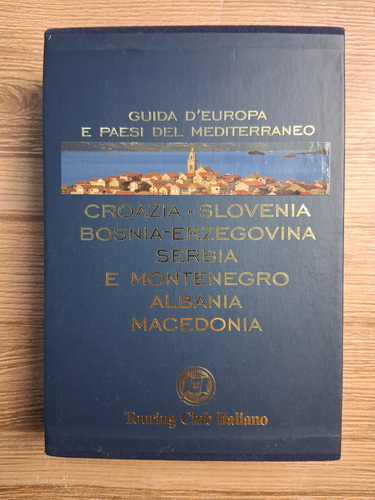 GUIDA D'EUROPA
E PAESI DEL MEDITERRANEO
CROAZIA • SLOVENIA
BOSNIA-ERZEGOVINA
SERBIA
E MONTENEGRO
ALBANIA
MACEDONIA
Touring Club Italiano